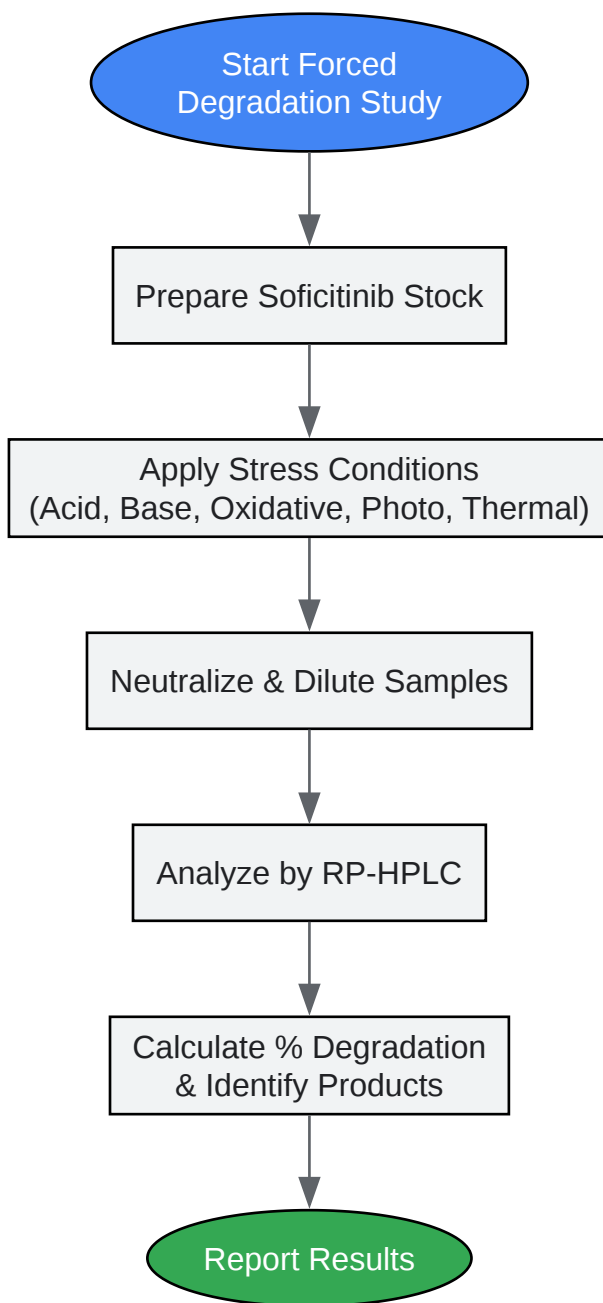 Start Forced
Degradation Study
Prepare Soficitinib Stock
Apply Stress Conditions
(Acid, Base, Oxidative, Photo, Thermal)
Neutralize & Dilute Samples
Analyze by RP-HPLC
Calculate % Degradation
& Identify Products
Report Results